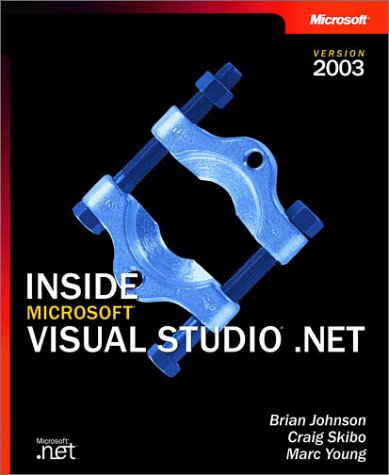 Microsoft®
VERSION
2003
INSIDE
MICROSOFT®
VISUAL STUDIO® .NET
Brian Johnson
Craig Skibo
Marc Young
Microsoft®
.net